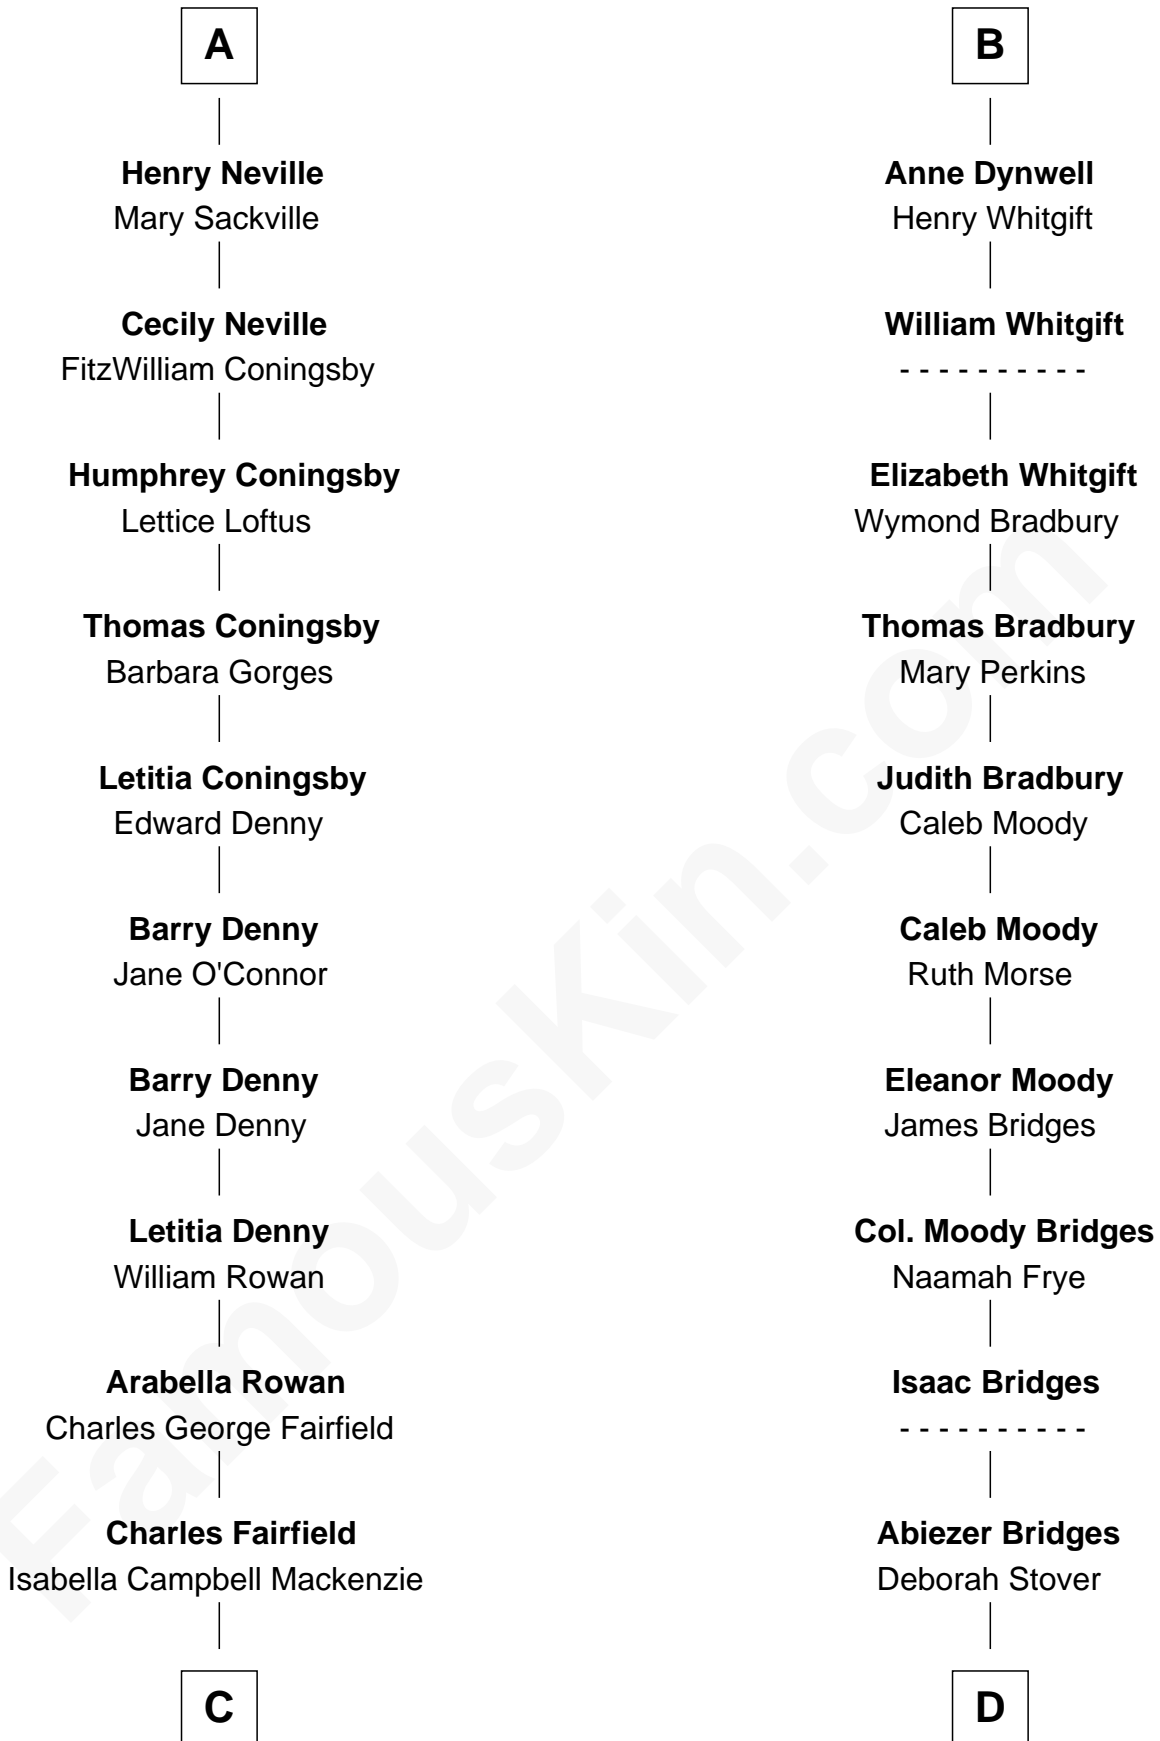 A
Henry Neville
Mary Sackville
Cecily Neville
FitzWilliam Coningsby
Humphrey Coningsby
Lettice Loftus
Thomas Coningsby
Barbara Gorges
Letitia Coningsby
Edward Denny
Barry Denny
Jane O'Connor
Barry Denny
Jane Denny
Letitia Denny
William Rowan
Arabella Rowan
Charles George Fairfield
Charles Fairfield
Isabella Campbell Mackenzie
C
B
Anne Dynwell
Henry Whitgift
William Whitgift
- - - - - - - - - -
Elizabeth Whitgift
Wymond Bradbury
Thomas Bradbury
Mary Perkins
Judith Bradbury
Caleb Moody
Caleb Moody
Ruth Morse
Eleanor Moody
James Bridges
Col. Moody Bridges
Naamah Frye
Isaac Bridges
- - - - - - - - - -
Abiezer Bridges
Deborah Stover
D
FamousKin.com